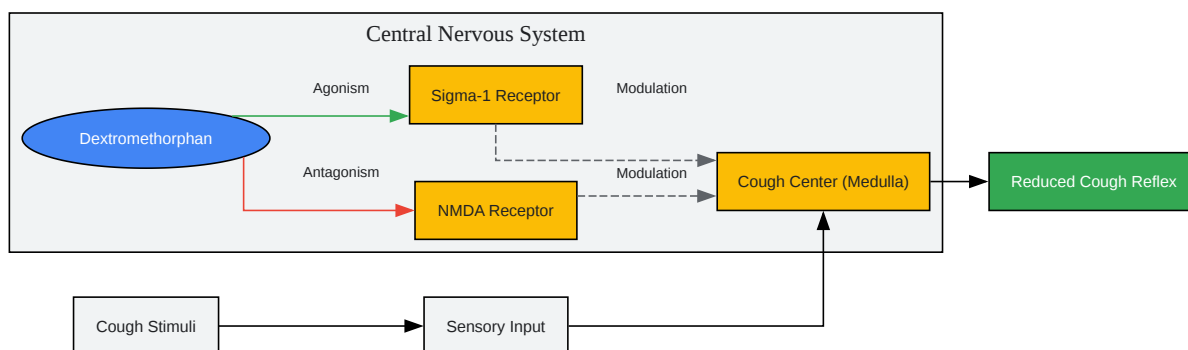 Central Nervous System
Agonism
Sigma-1 Receptor
Modulation
Dextromethorphan
Antagonism
Modulation
NMDA Receptor
Cough Center (Medulla)
Reduced Cough Reflex
Cough Stimuli
Sensory Input